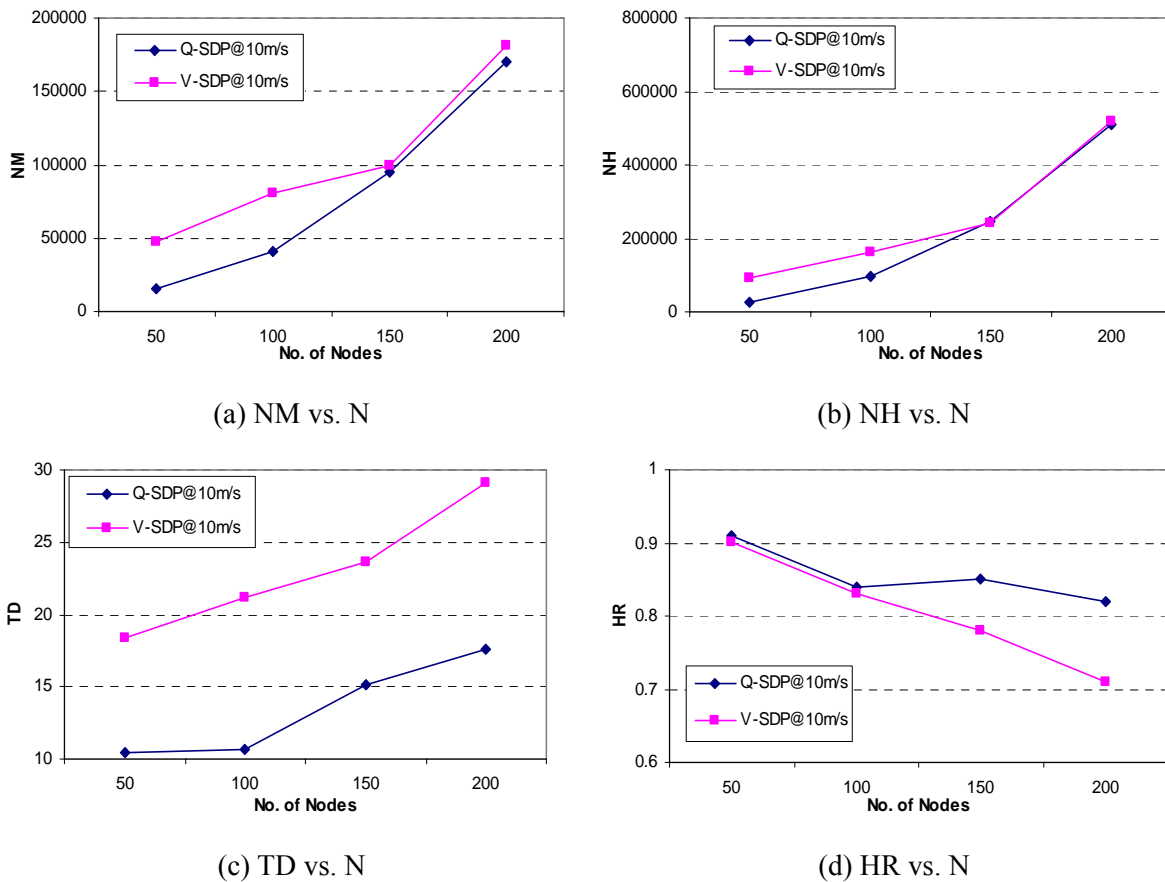 200000
150000
100000
50000
0
NM
Q-SDP@10m/s
V-SDP@10m/s
50 100 150 200
No. of Nodes
(a) NM vs. N
800000
600000
400000
200000
0
NH
Q-SDP@10m/s
V-SDP@10m/s
50 100 150 200
No. of Nodes
(b) NH vs. N
30
25
20
15
10
TD
Q-SDP@10m/s
V-SDP@10m/s
50 100 150 200
No. of Nodes
(c) TD vs. N
1
0.9
0.8
0.7
0.6
HR
Q-SDP@10m/s
V-SDP@10m/s
50 100 150 200
No. of Nodes
(d) HR vs. N